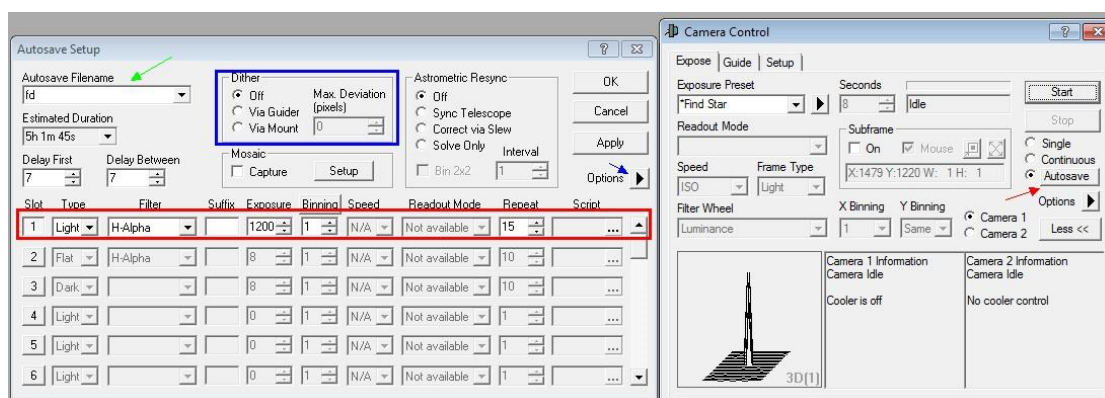 Autosave Setup
Autosave Filename
fd
Estimated Duration
5h 1m 45s
Delay First
Delay Between
7
7
Dither
Off
Via Guider
Via Mount
Max. Deviation
(pixels)
0
Mosaic
Capture
Setup
Astrometric Resync
Off
Sync Telescope
Correct via Slew
Solve Only
Interval
Bin 2x2
1
OK
Cancel
Apply
Options
Slot Type Filter Suffix Exposure Binning Speed Readout Mode Repeat Script
1 Light H-Alpha 1200 1 N/A Not available 15 ...
2 Flat H-Alpha 8 1 N/A Not available 10 ...
3 Dark 8 1 N/A Not available 10 ...
4 Light 0 1 N/A Not available 1 ...
5 Light 0 1 N/A Not available 1 ...
6 Light 0 1 N/A Not available 1 ...
Camera Control
Expose Guide Setup
Exposure Preset
*Find Star
Seconds
8
Idle
Start
Stop
Readout Mode
Subframe
On Mouse
X:1479 Y:1220 W: 1 H: 1
Single
Continuous
Autosave
Speed Frame Type
ISO Light
Options
Filter Wheel
Luminance
X Binning Y Binning
1 Same
Camera 1
Camera 2
Less <<
3D(1)
Camera 1 Information
Camera Idle
Cooler is off
Camera 2 Information
Camera Idle
No cooler control